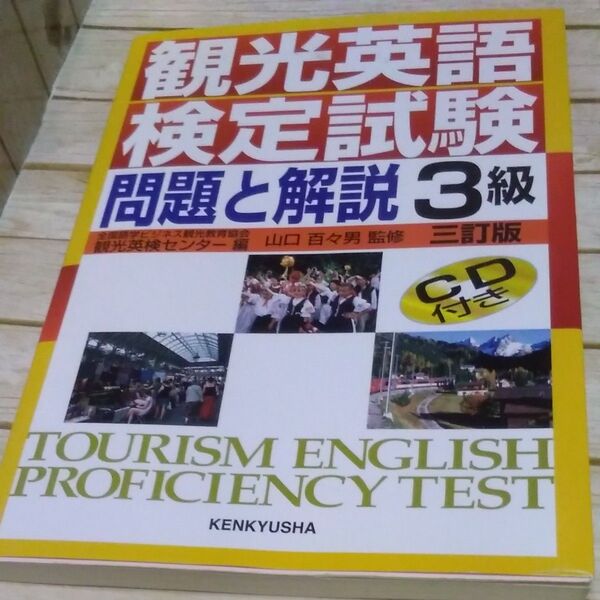 観光英語
検定試験
問題と解説 3級
全国語学ビジネス観光教育協会
観光英検センター 編 山口 百々男 監修 三訂版
CD
付き
TOURISM ENGLISH
PROFICIENCY TEST
KENKYUSHA